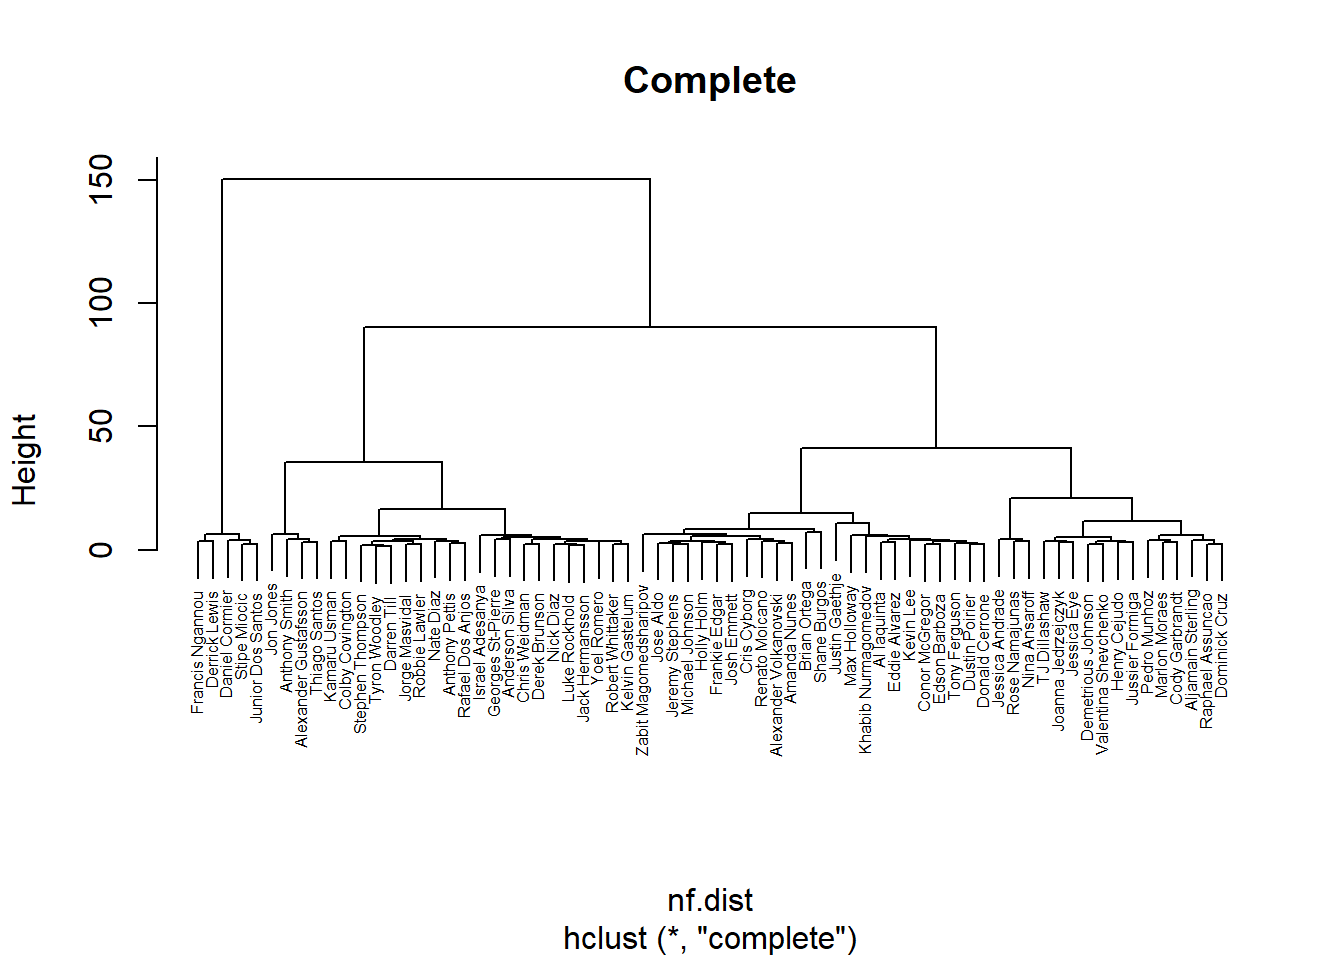 Complete
150
100
50
0
Height
Francis Ngannou
Derrick Lewis
Daniel Cormier
Stipe Miocic
Junior Dos Santos
Jon Jones
Anthony Smith
Alexander Gustafsson
Thiago Santos
Kamaru Usman
Colby Covington
Stephen Thompson
Tyron Woodley
Darren Till
Jorge Masvidal
Robbie Lawler
Nate Diaz
Anthony Pettis
Rafael Dos Anjos
Israel Adesanya
Georges St-Pierre
Anderson Silva
Chris Weidman
Derek Brunson
Nick Diaz
Luke Rockhold
Jack Hermansson
Yoel Romero
Robert Whittaker
Kelvin Gastelum
Zabit Magomedsharipov
Jose Aldo
Jeremy Stephens
Michael Johnson
Holly Holm
Frankie Edgar
Josh Emmett
Cris Cyborg
Renato Moicano
Alexander Volkanovski
Amanda Nunes
Brian Ortega
Shane Burgos
Justin Gaethje
Max Holloway
Khabib Nurmagomedov
Al Iaquinta
Eddie Alvarez
Kevin Lee
Conor McGregor
Edson Barboza
Tony Ferguson
Dustin Poirier
Donald Cerrone
Jessica Andrade
Rose Namajunas
Nina Ansaroff
T J Dillashaw
Joanna Jedrzejczyk
Jessica Eye
Demetrious Johnson
Valentina Shevchenko
Henny Cejudo
Jussier Formiga
Pedro Munhoz
Marlon Moraes
Cody Garbrandt
Aljamain Sterling
Raphael Assuncao
Dominick Cruz
nf.dist
hclust (*, "complete")